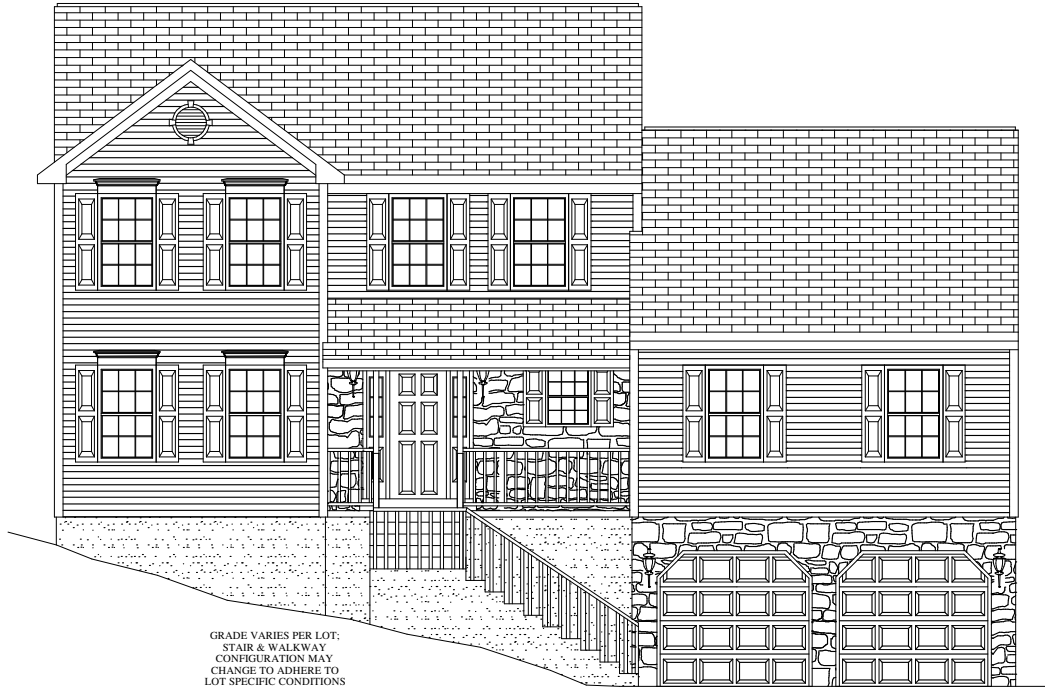 GRADE VARIES PER LOT;
STAIR & WALKWAY
CONFIGURATION MAY
CHANGE TO ADHERE TO
LOT SPECIFIC CONDITIONS